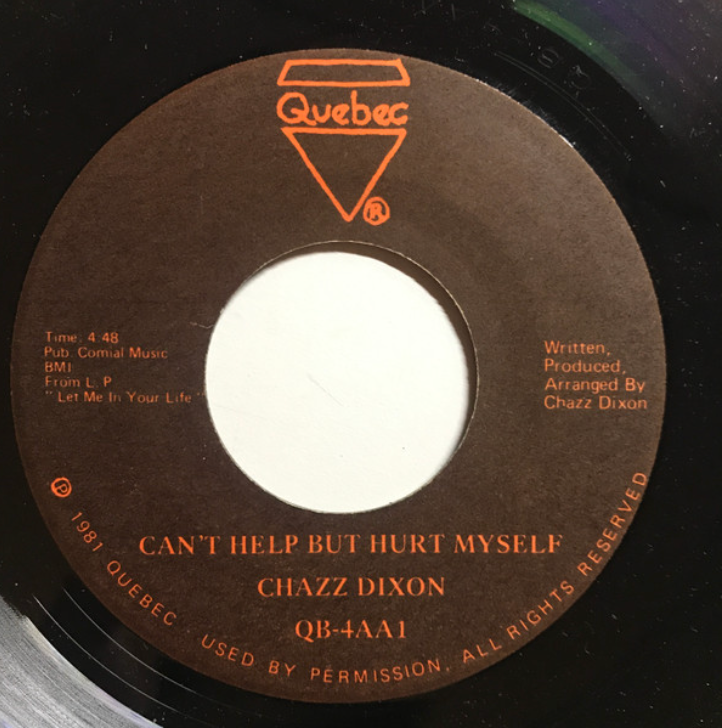 Quebec
®
Time: 4:48
Pub. Comial Music
BMI
From L. P.
"Let Me In Your Life"
Written,
Produced,
Arranged By
Chazz Dixon
CAN'T HELP BUT HURT MYSELF
CHAZZ DIXON
QB-4AA1
℗ 1981 QUEBEC . USED BY PERMISSION, ALL RIGHTS RESERVED